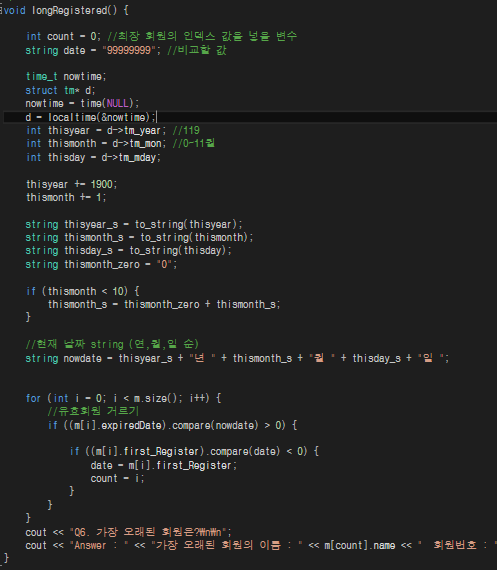 void longRegistered() {
int count = 0; //최장 회원의 인덱스 값을 넣을 변수
string date = "99999999"; //비교할 값
time_t nowtime;
struct tm* d;
nowtime = time(NULL);
d = localtime(&nowtime);
int thisyear = d->tm_year; //119
int thismonth = d->tm_mon; //0-11월
int thisday = d->tm_mday;
thisyear += 1900;
thismonth += 1;
string thisyear_s = to_string(thisyear);
string thismonth_s = to_string(thismonth);
string thisday_s = to_string(thisday);
string thismonth_zero = "0";
if (thismonth < 10) {
thismonth_s = thismonth_zero + thismonth_s;
}
//현재 날짜 string (연,월,일 순)
string nowdate = thisyear_s + "년 " + thismonth_s + "월 " + thisday_s + "일 ";
for (int i = 0; i < m.size(); i++) {
//유효회원 거르기
if ((m[i].expiredDate).compare(nowdate) > 0) {
if ((m[i].first_Register).compare(date) < 0) {
date = m[i].first_Register;
count = i;
}
}
}
cout << "Q6. 가장 오래된 회원은?₩n₩n";
cout << "Answer : " << "가장 오래된 회원의 이름 : " << m[count].name << "  회원번호 : "
}